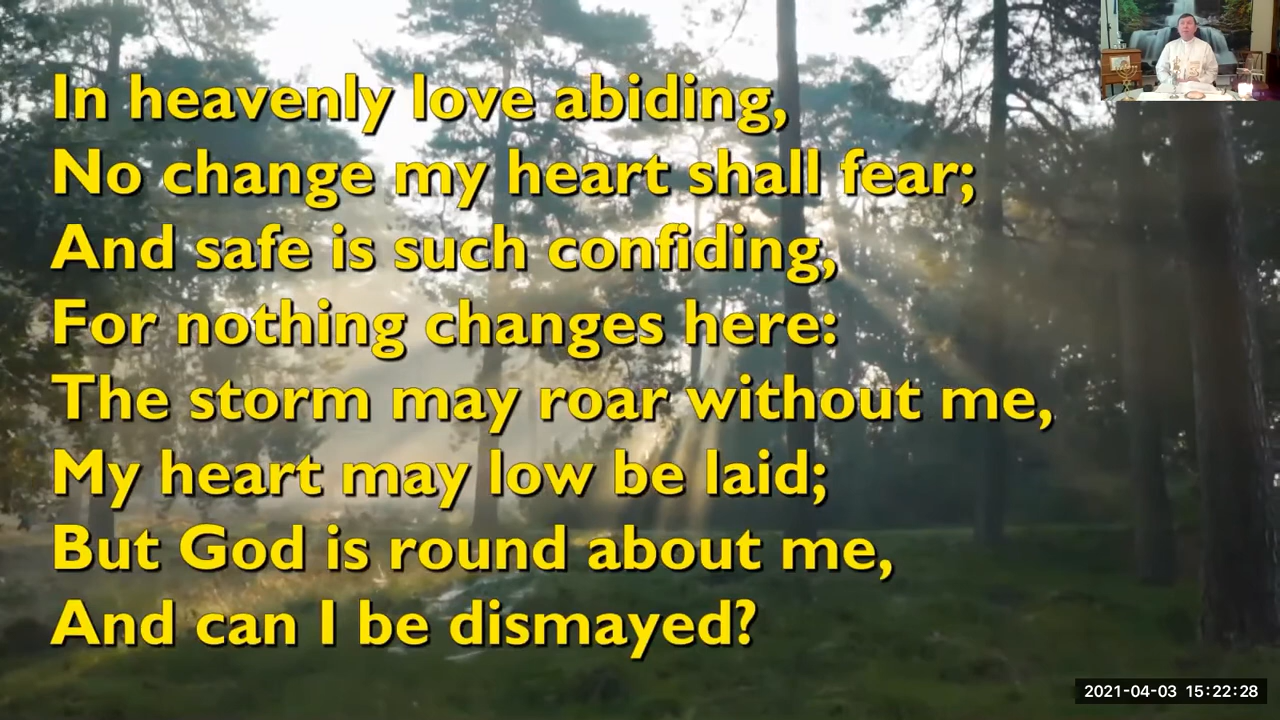 In heavenly love abiding,
No change my heart shall fear;
And safe is such confiding,
For nothing changes here:
The storm may roar without me,
My heart may low be laid;
But God is round about me,
And can I be dismayed?
2021-04-03 15:22:28